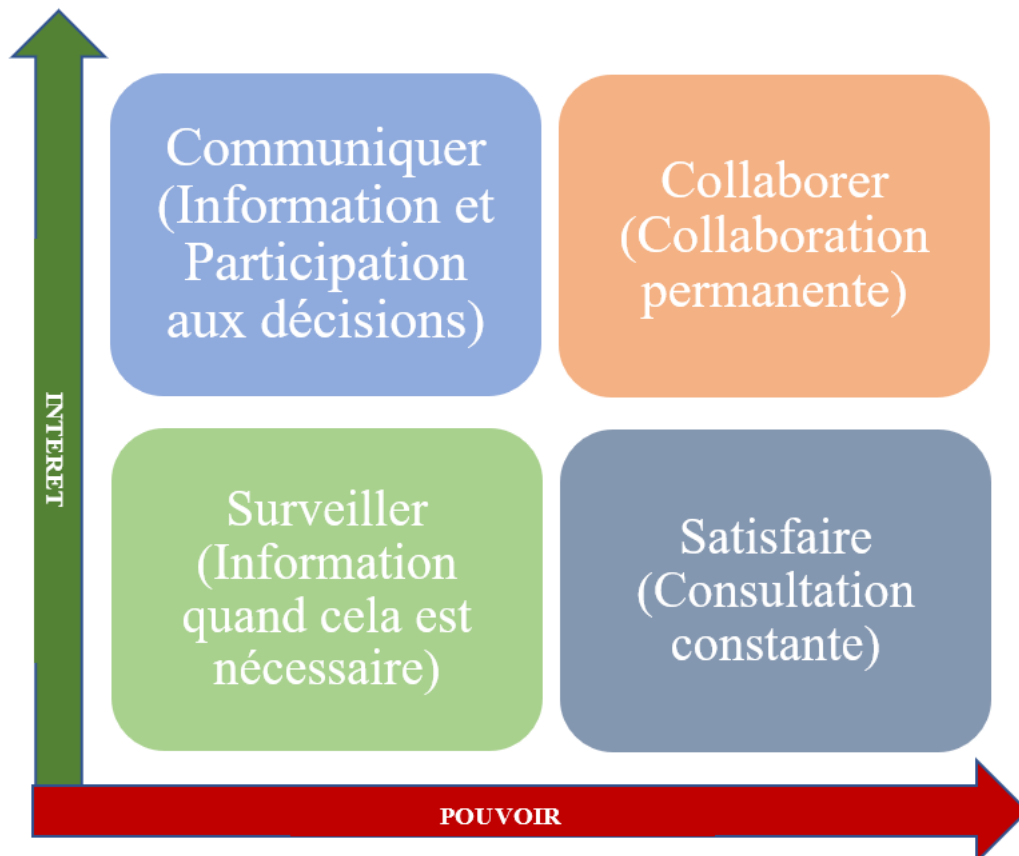 Communiquer
(Information et
Participation
aux décisions)
Collaborer
(Collaboration
permanente)
INTERET
Surveiller
(Information
quand cela est
nécessaire)
Satisfaire
(Consultation
constante)
POUVOIR